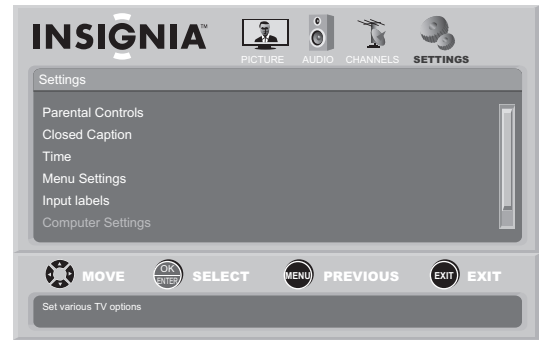 INSIGNIA™
PICTURE AUDIO CHANNELS SETTINGS
Settings
Parental Controls
Closed Caption
Time
Menu Settings
Input labels
Computer Settings
MOVE OK ENTER SELECT MENU PREVIOUS EXIT EXIT
Set various TV options